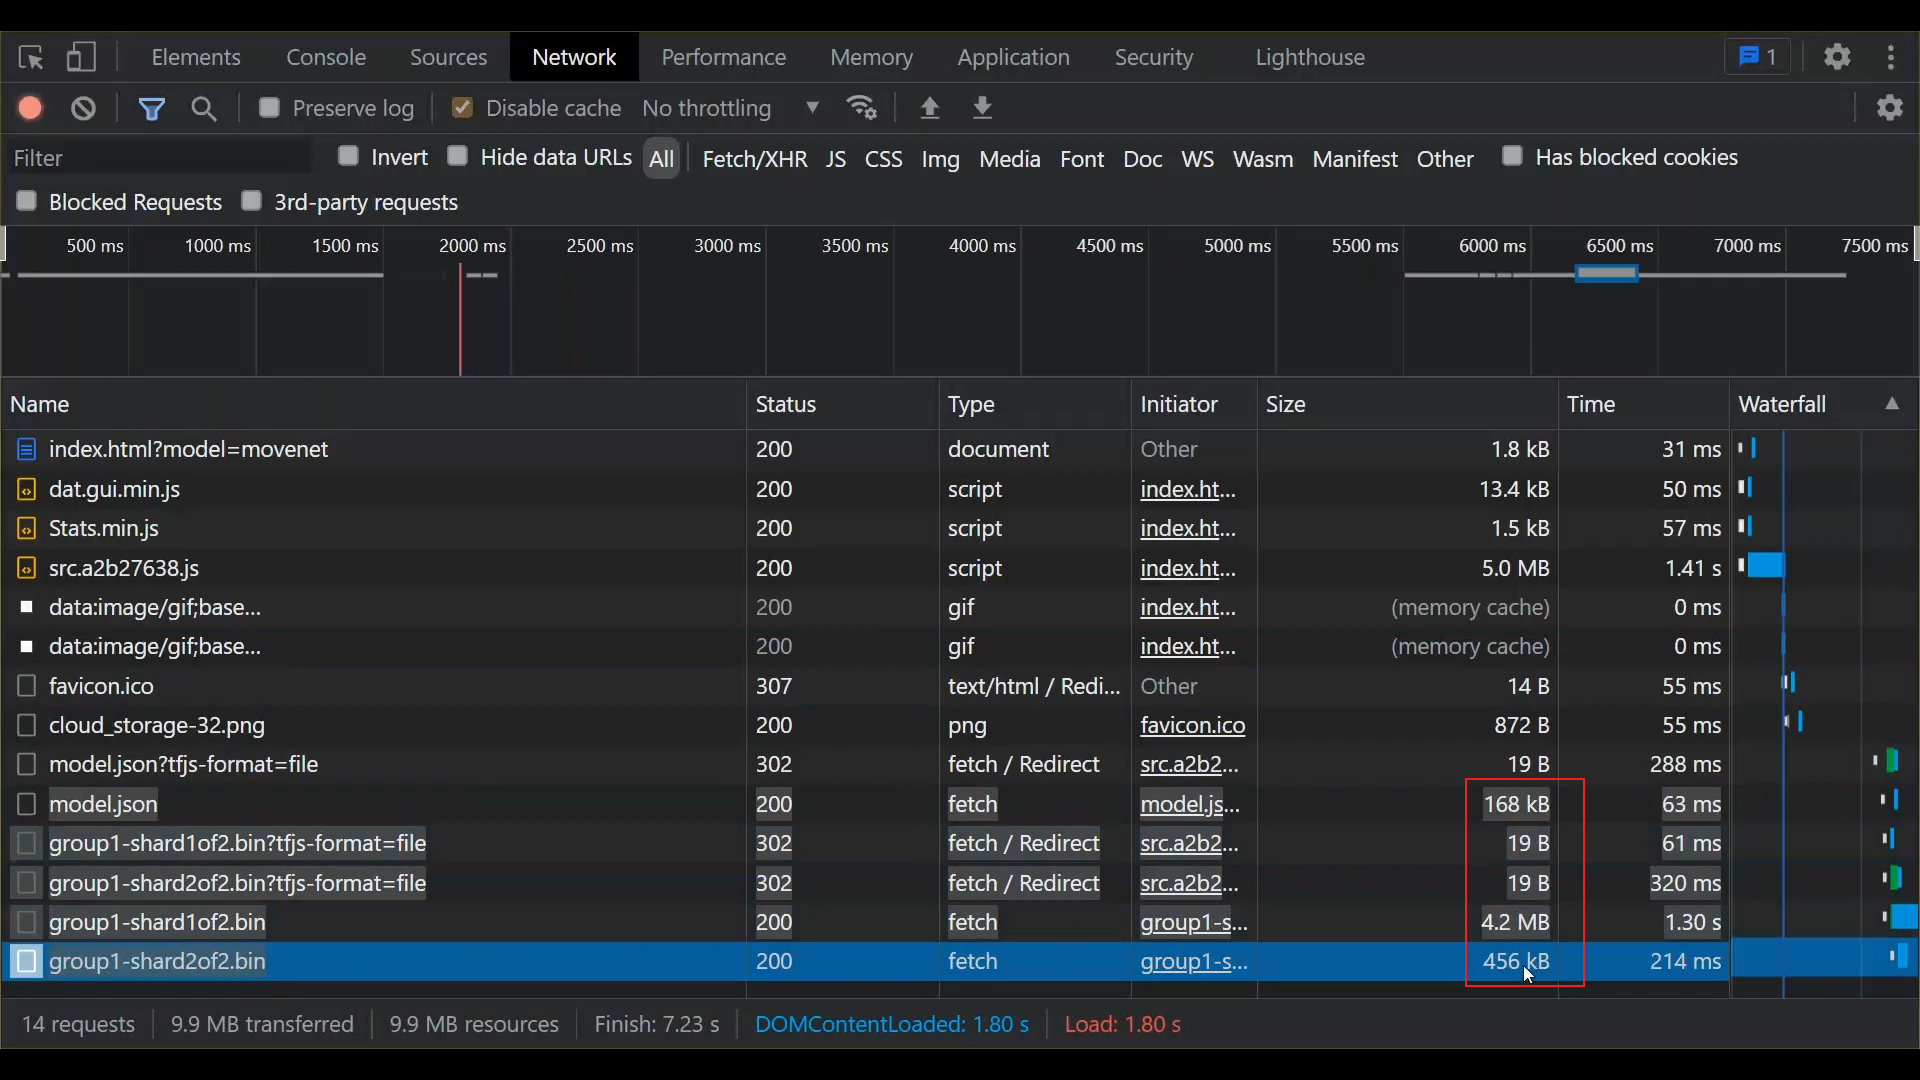 Elements Console Sources Network Performance Memory Application Security Lighthouse 1
Preserve log Disable cache No throttling
Filter Invert Hide data URLs All Fetch/XHR JS CSS Img Media Font Doc WS Wasm Manifest Other Has blocked cookies
Blocked Requests 3rd-party requests
500 ms 1000 ms 1500 ms 2000 ms 2500 ms 3000 ms 3500 ms 4000 ms 4500 ms 5000 ms 5500 ms 6000 ms 6500 ms 7000 ms 7500 ms
Name Status Type Initiator Size Time Waterfall
index.html?model=movenet 200 document Other 1.8 kB 31 ms
dat.gui.min.js 200 script index.ht... 13.4 kB 50 ms
Stats.min.js 200 script index.ht... 1.5 kB 57 ms
src.a2b27638.js 200 script index.ht... 5.0 MB 1.41 s
data:image/gif;base... 200 gif index.ht... (memory cache) 0 ms
data:image/gif;base... 200 gif index.ht... (memory cache) 0 ms
favicon.ico 307 text/html / Redi... Other 14 B 55 ms
cloud_storage-32.png 200 png favicon.ico 872 B 55 ms
model.json?tfjs-format=file 302 fetch / Redirect src.a2b2... 19 B 288 ms
model.json 200 fetch model.js... 168 kB 63 ms
group1-shard1of2.bin?tfjs-format=file 302 fetch / Redirect src.a2b2... 19 B 61 ms
group1-shard2of2.bin?tfjs-format=file 302 fetch / Redirect src.a2b2... 19 B 320 ms
group1-shard1of2.bin 200 fetch group1-s... 4.2 MB 1.30 s
group1-shard2of2.bin 200 fetch group1-s... 456 kB 214 ms
14 requests 9.9 MB transferred 9.9 MB resources Finish: 7.23 s DOMContentLoaded: 1.80 s Load: 1.80 s